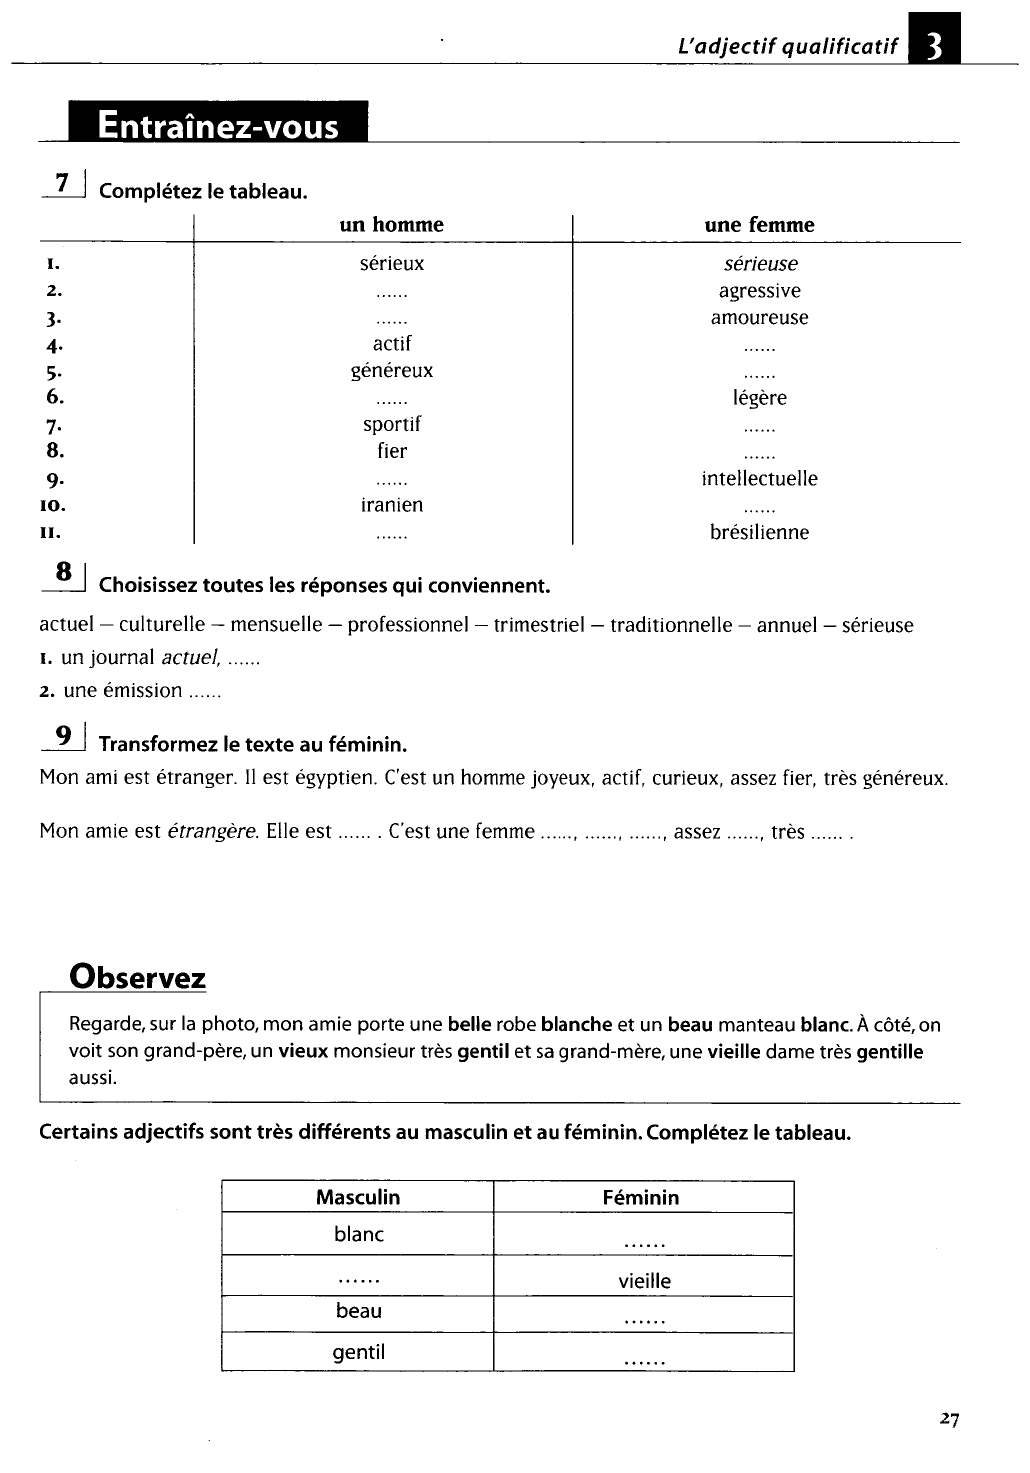 L'adjectif qualificatif 3
Entraînez-vous
7 Complétez le tableau.
un homme une femme
1. sérieux sérieuse
2. ...... agressive
3. ...... amoureuse
4. actif ......
5. généreux ......
6. ...... légère
7. sportif ......
8. fier ......
9. ...... intellectuelle
10. iranien ......
11. ...... brésilienne
8 Choisissez toutes les réponses qui conviennent.
actuel – culturelle – mensuelle – professionnel – trimestriel – traditionnelle – annuel – sérieuse
1. un journal actuel, ......
2. une émission ......
9 Transformez le texte au féminin.
Mon ami est étranger. Il est égyptien. C'est un homme joyeux, actif, curieux, assez fier, très généreux.
Mon amie est étrangère. Elle est ...... . C'est une femme ......, ......, ......, assez ......, très ...... .
Observez
Regarde, sur la photo, mon amie porte une belle robe blanche et un beau manteau blanc. À côté, on
voit son grand-père, un vieux monsieur très gentil et sa grand-mère, une vieille dame très gentille
aussi.
Certains adjectifs sont très différents au masculin et au féminin. Complétez le tableau.
Masculin Féminin
blanc ......
...... vieille
beau ......
gentil ......
27